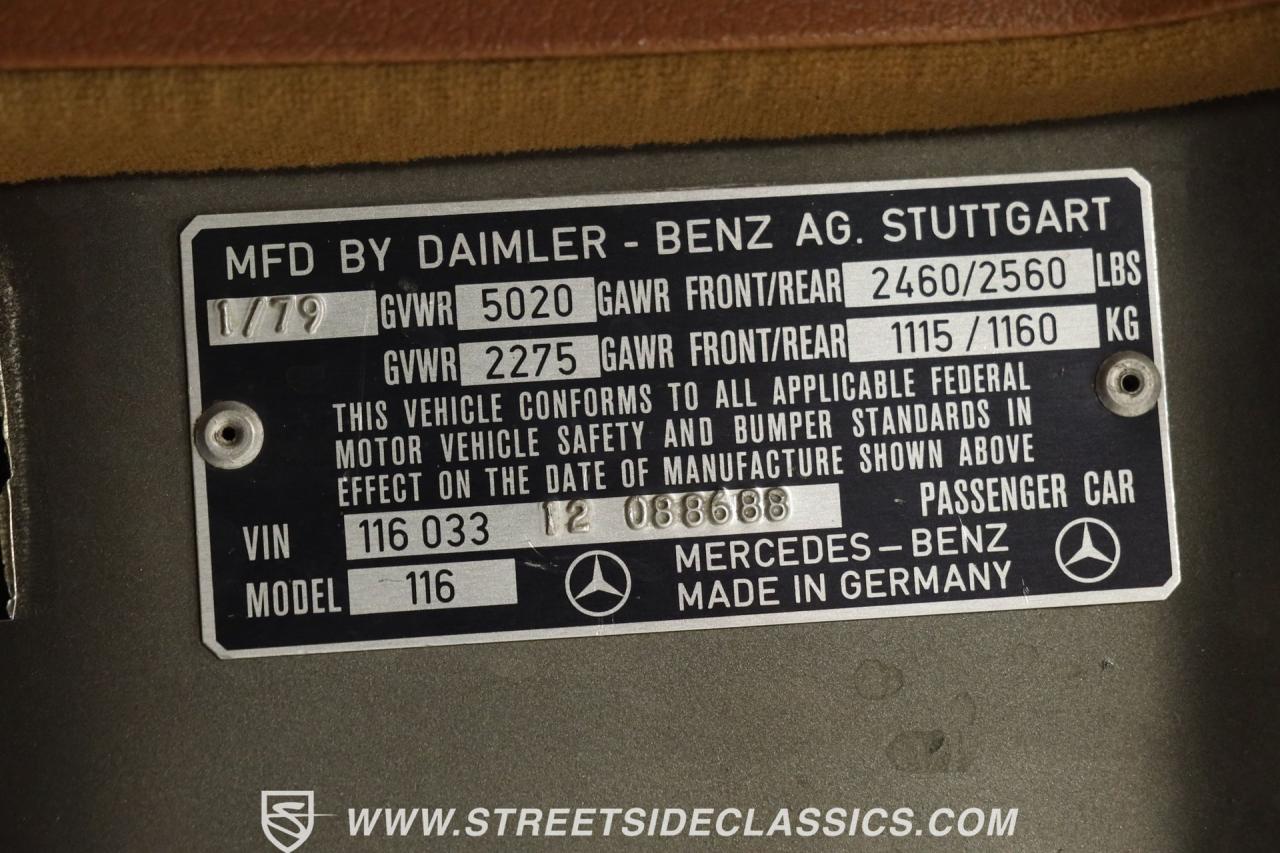 MFD BY DAIMLER - BENZ AG. STUTTGART
1/79 GVWR 5020 GAWR FRONT/REAR 2460/2560 LBS
GVWR 2275 GAWR FRONT/REAR 1115 / 1160 KG
THIS VEHICLE CONFORMS TO ALL APPLICABLE FEDERAL
MOTOR VEHICLE SAFETY AND BUMPER STANDARDS IN
EFFECT ON THE DATE OF MANUFACTURE SHOWN ABOVE
VIN 116 033 12 088688 PASSENGER CAR
MODEL 116 MERCEDES – BENZ
MADE IN GERMANY
WWW.STREETSIDECLASSICS.COM